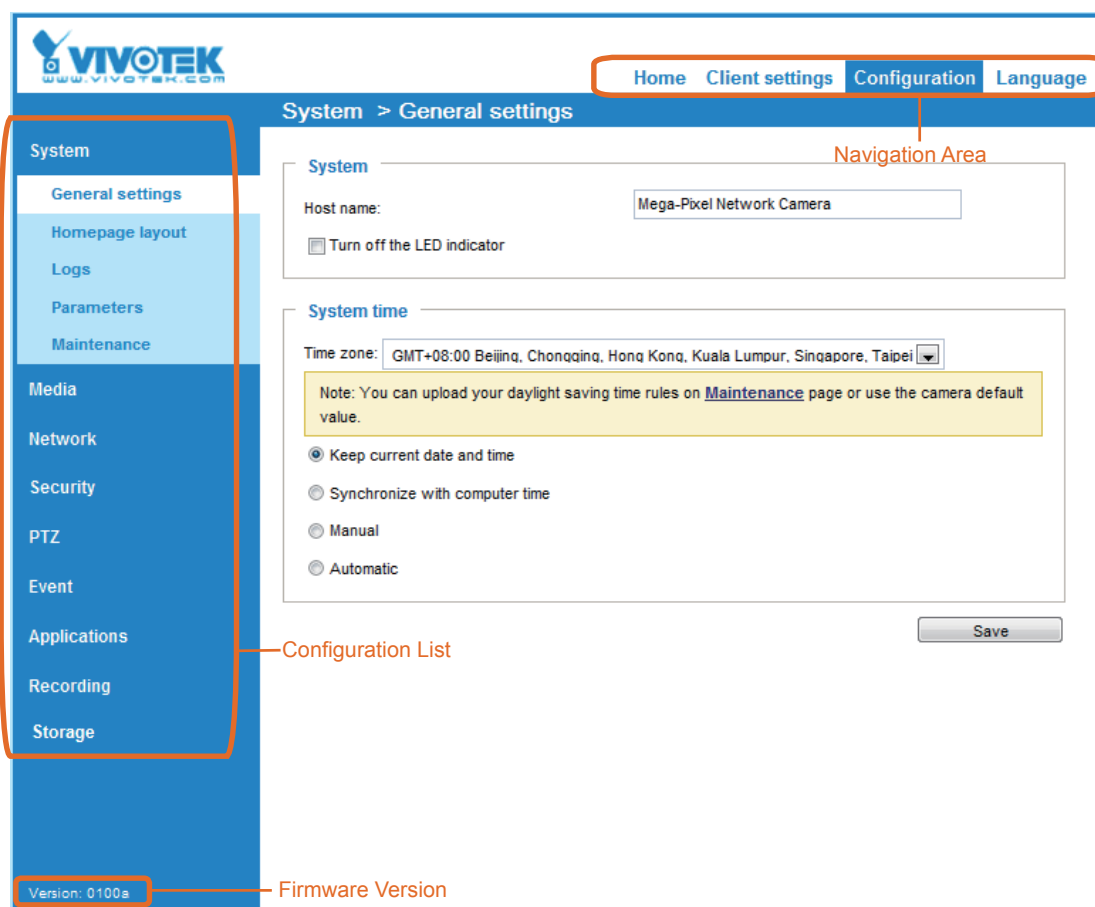 VIVOTEK
www.vivotek.com
Home Client settings Configuration Language
System > General settings
Navigation Area
System
General settings
Homepage layout
Logs
Parameters
Maintenance
Media
Network
Security
PTZ
Event
Applications
Recording
Storage
Configuration List
Version: 0100a
Firmware Version
System
Host name: Mega-Pixel Network Camera
Turn off the LED indicator
System time
Time zone: GMT+08:00 Beijing, Chongqing, Hong Kong, Kuala Lumpur, Singapore, Taipei
Note: You can upload your daylight saving time rules on Maintenance page or use the camera default
value.
Keep current date and time
Synchronize with computer time
Manual
Automatic
Save